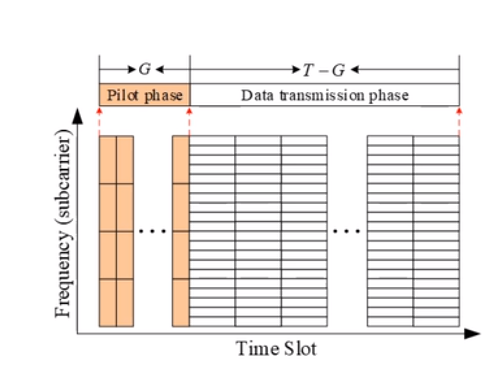 G
T − G
Pilot phase
Data transmission phase
Frequency (subcarrier)
...
...
Time Slot